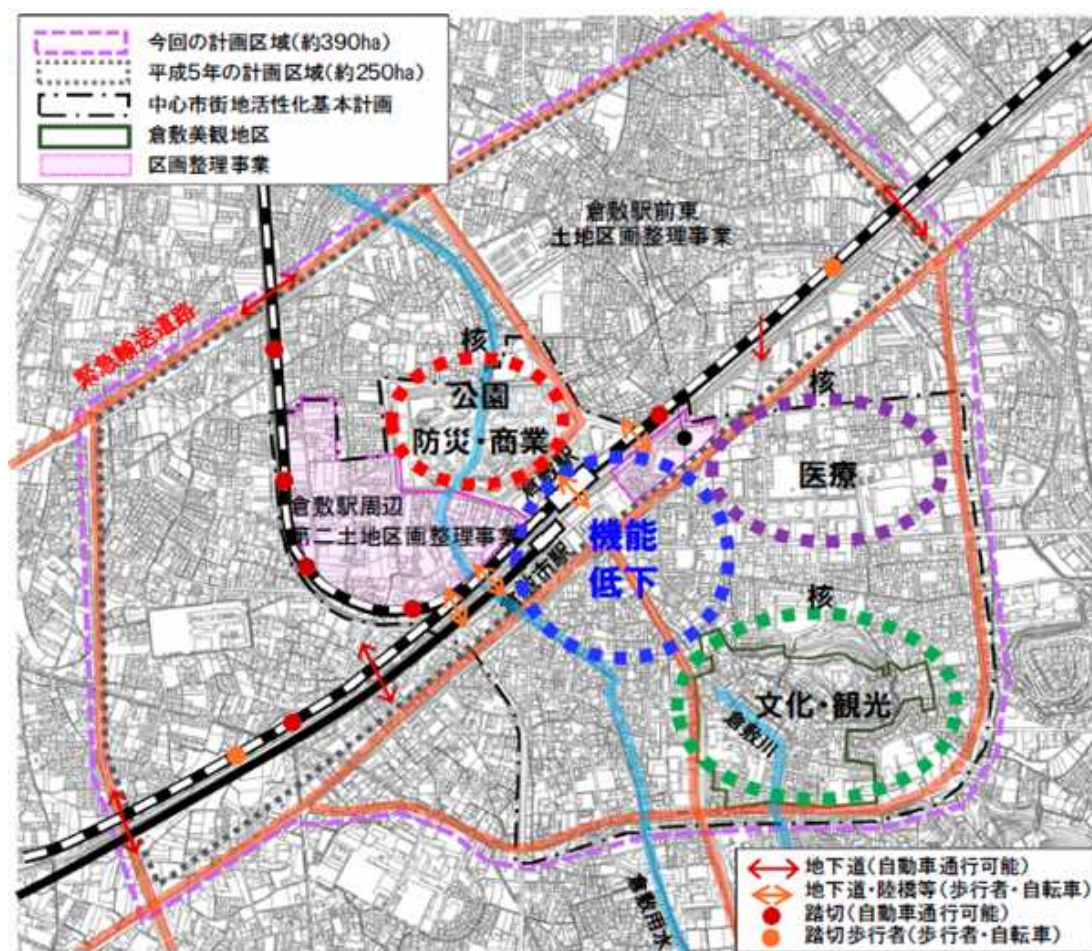 今回の計画区域(約390ha)
平成5年の計画区域(約250ha)
中心市街地活性化基本計画
倉敷美観地区
区画整理事業
倉敷駅前東
土地区画整理事業
緊急輸送道路
核
公園
防災・商業
核
医療
倉敷駅
倉敷駅周辺
第二土地区画整理事業
機能
低下
敷市駅
核
文化・観光
倉敷川
倉敷用水
地下道(自動車通行可能)
地下道・陸橋等(歩行者・自転車)
踏切(自動車通行可能)
踏切歩行者(歩行者・自転車)